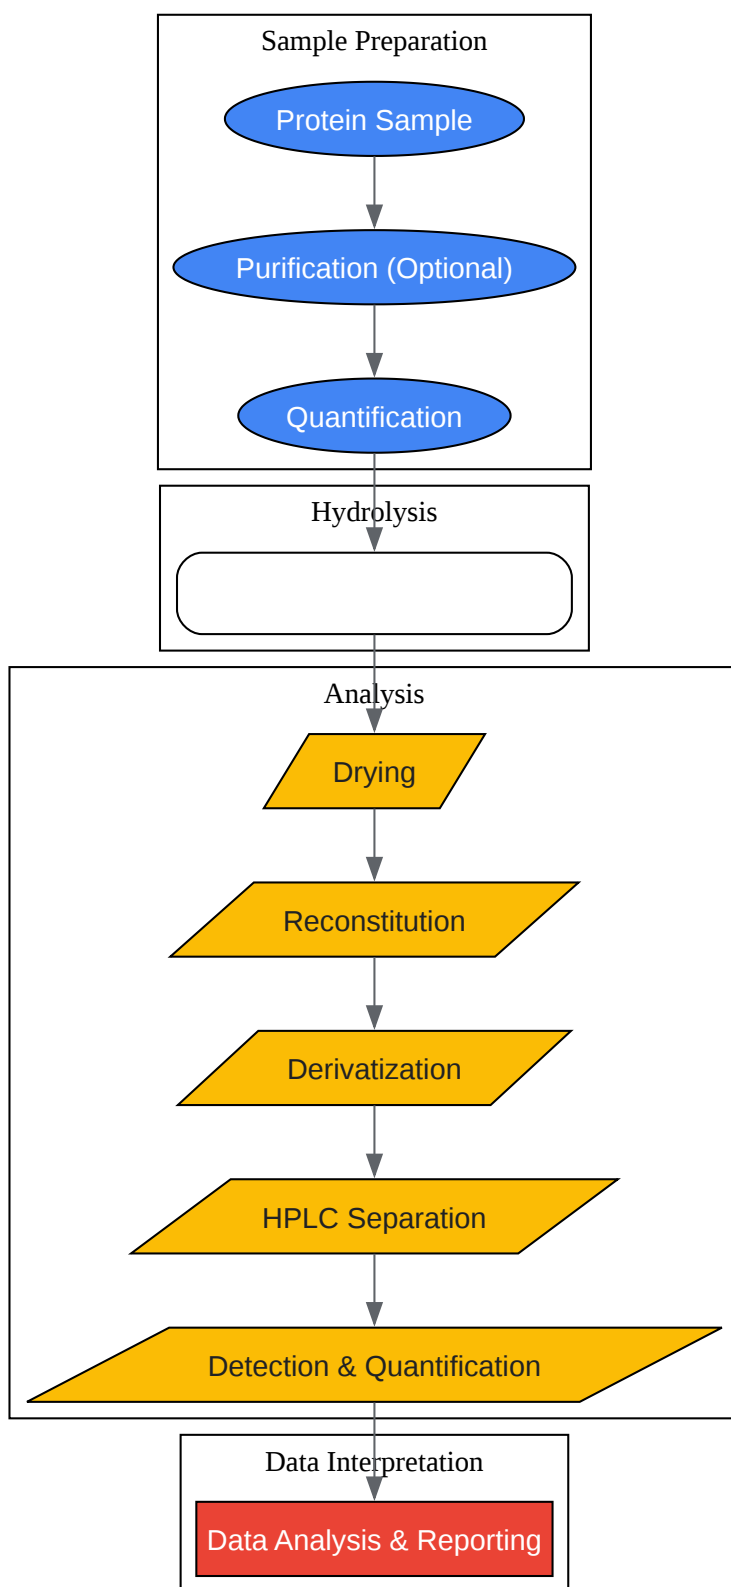 Sample Preparation
Protein Sample
Purification (Optional)
Quantification
Hydrolysis
Analysis
Drying
Reconstitution
Derivatization
HPLC Separation
Detection & Quantification
Data Interpretation
Data Analysis & Reporting